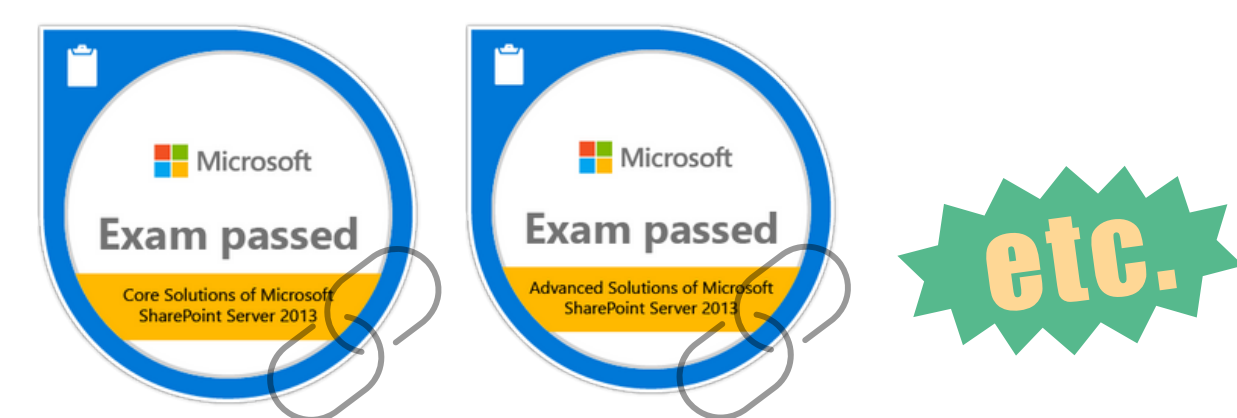 Microsoft
Exam passed
Core Solutions of Microsoft
SharePoint Server 2013
Microsoft
Exam passed
Advanced Solutions of Microsoft
SharePoint Server 2013
etc.